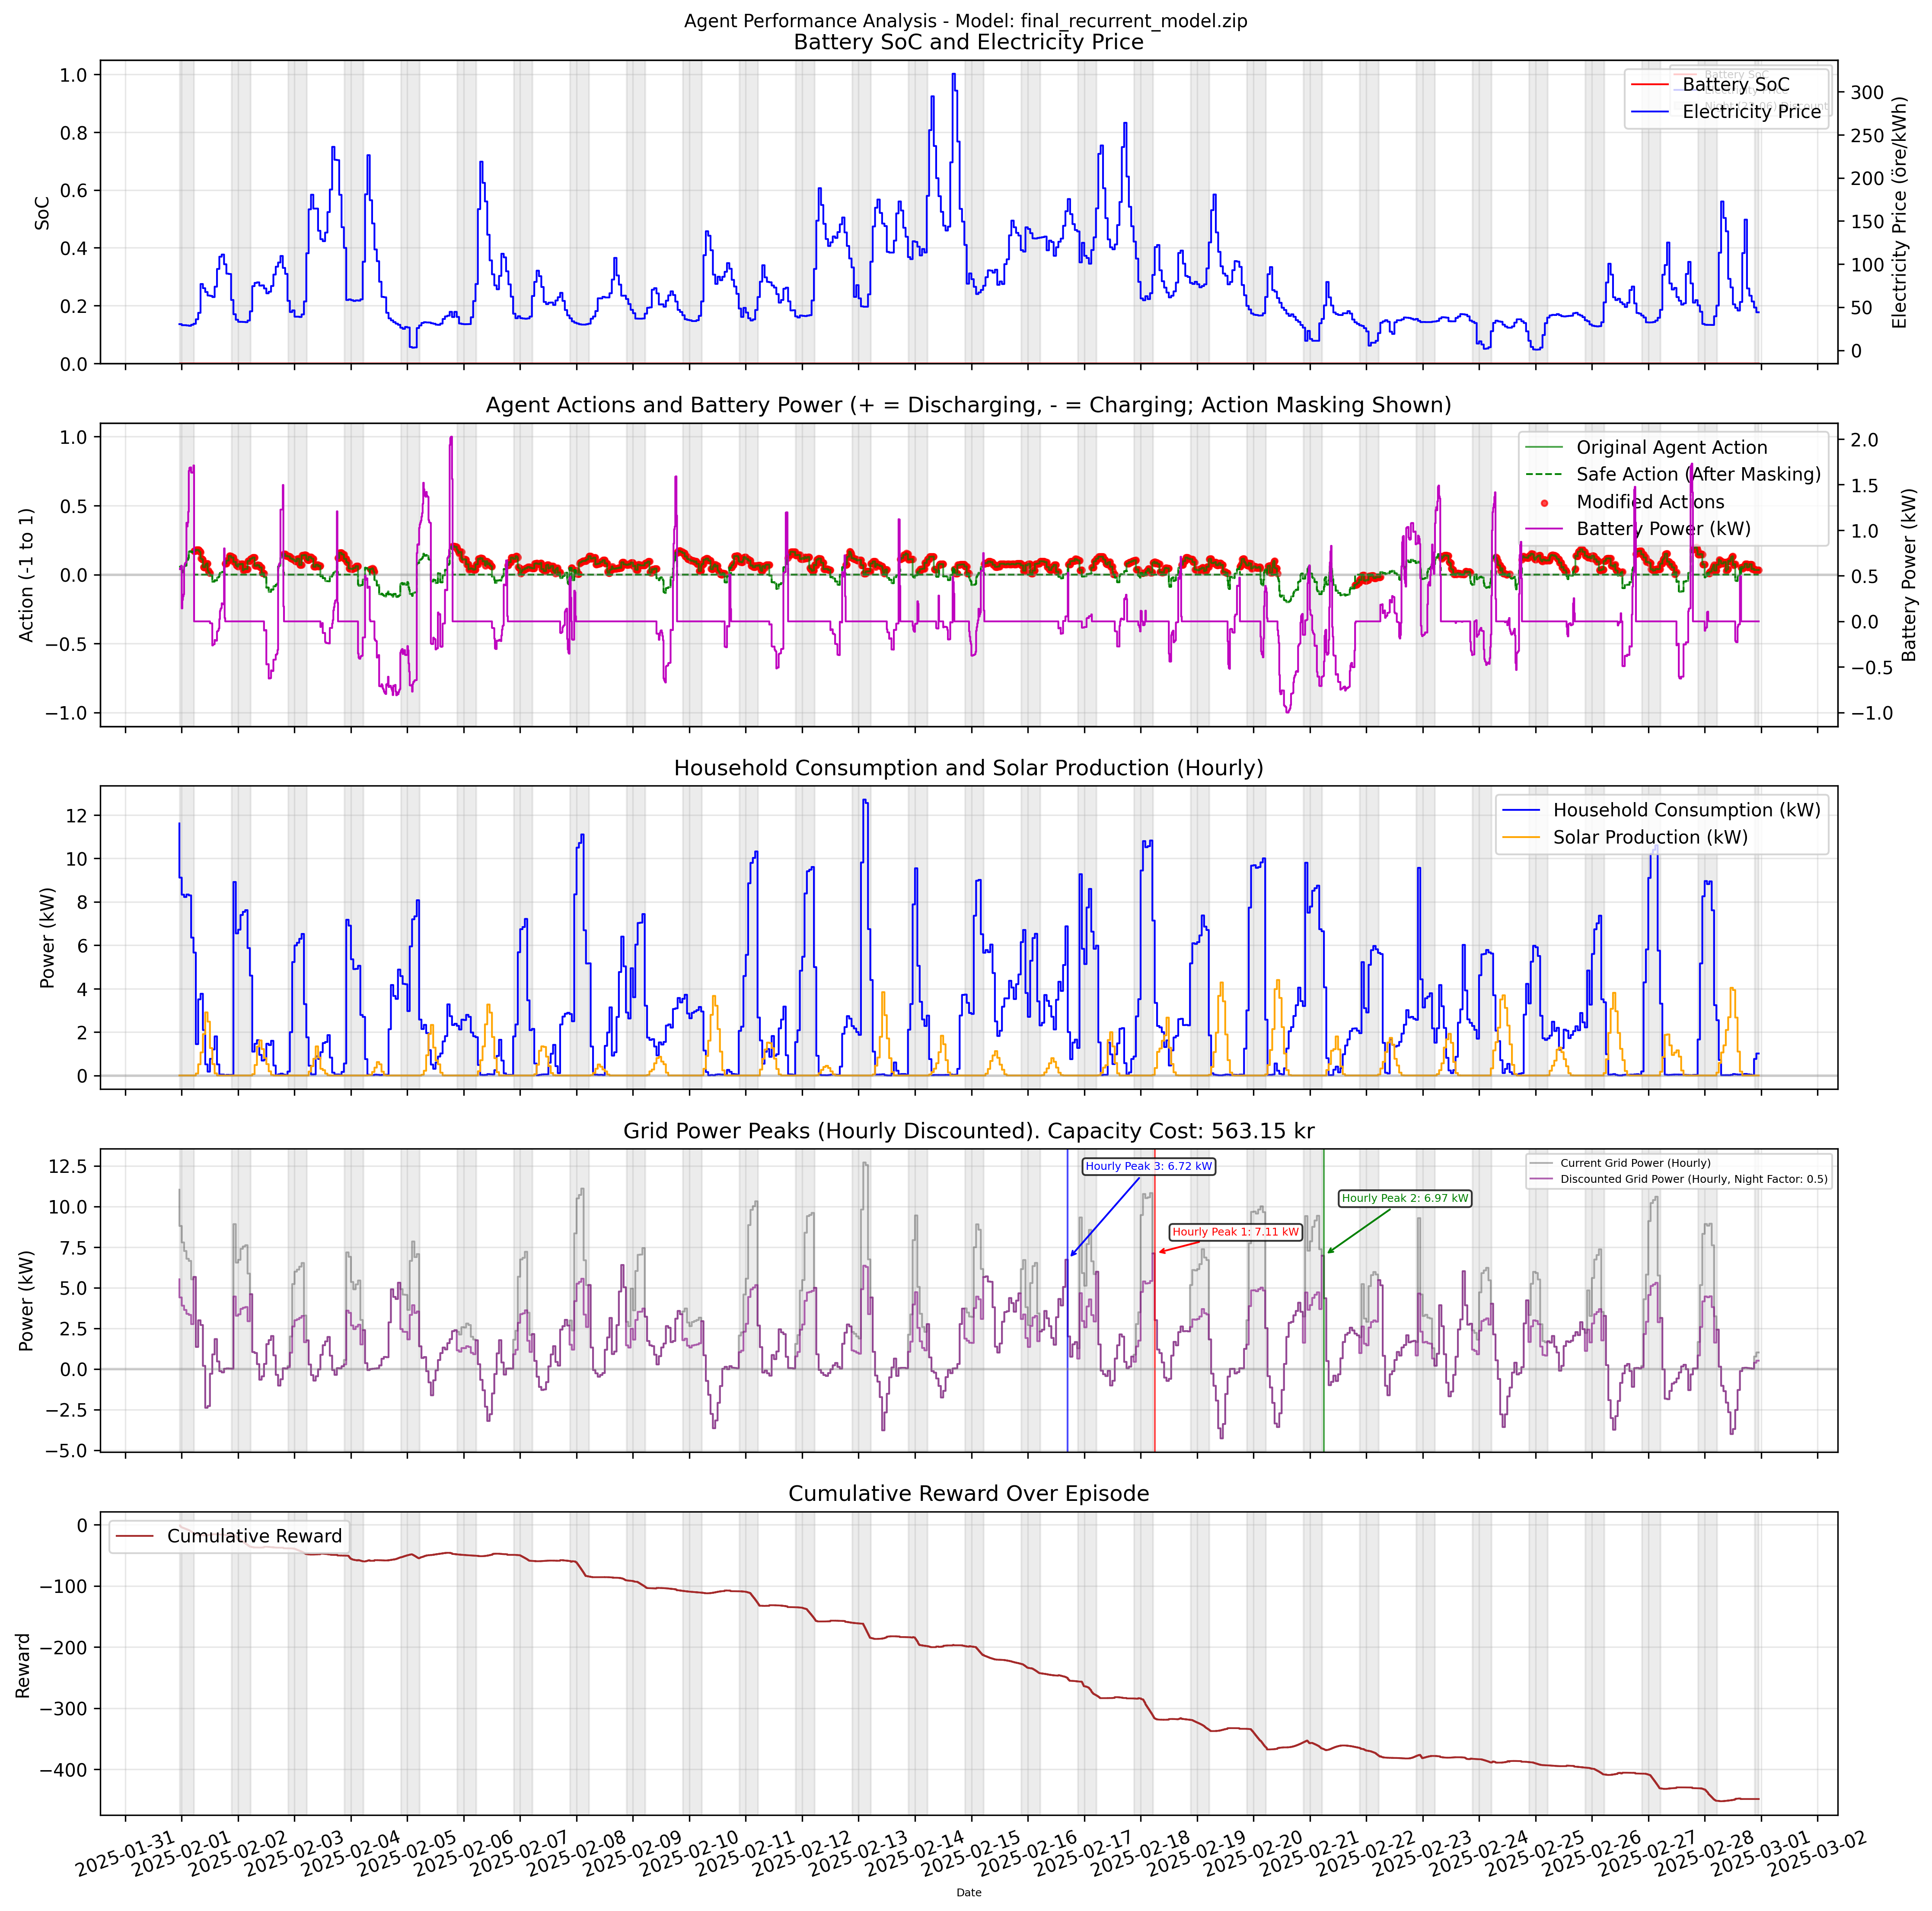 Agent Performance Analysis - Model: final_recurrent_model.zip
Battery SoC and Electricity Price
1.0
0.8
0.6
0.4
0.2
0.0
SoC
300
250
200
150
100
50
0
Electricity Price (öre/kWh)
Battery SoC
Electricity Price
Agent Actions and Battery Power (+ = Discharging, - = Charging; Action Masking Shown)
1.0
0.5
0.0
−0.5
−1.0
Action (-1 to 1)
2.0
1.5
1.0
0.5
0.0
−0.5
−1.0
Battery Power (kW)
Original Agent Action
Safe Action (After Masking)
Modified Actions
Battery Power (kW)
Household Consumption and Solar Production (Hourly)
12
10
8
6
4
2
0
Power (kW)
Household Consumption (kW)
Solar Production (kW)
Grid Power Peaks (Hourly Discounted). Capacity Cost: 563.15 kr
12.5
10.0
7.5
5.0
2.5
0.0
−2.5
−5.0
Power (kW)
Hourly Peak 3: 6.72 kW
Hourly Peak 1: 7.11 kW
Hourly Peak 2: 6.97 kW
Current Grid Power (Hourly)
Discounted Grid Power (Hourly, Night Factor: 0.5)
Cumulative Reward Over Episode
0
−100
−200
−300
−400
Reward
Cumulative Reward
2025-01-31
2025-02-01
2025-02-02
2025-02-03
2025-02-04
2025-02-05
2025-02-06
2025-02-07
2025-02-08
2025-02-09
2025-02-10
2025-02-11
2025-02-12
2025-02-13
2025-02-14
2025-02-15
2025-02-16
2025-02-17
2025-02-18
2025-02-19
2025-02-20
2025-02-21
2025-02-22
2025-02-23
2025-02-24
2025-02-25
2025-02-26
2025-02-27
2025-02-28
2025-03-01
2025-03-02
Date